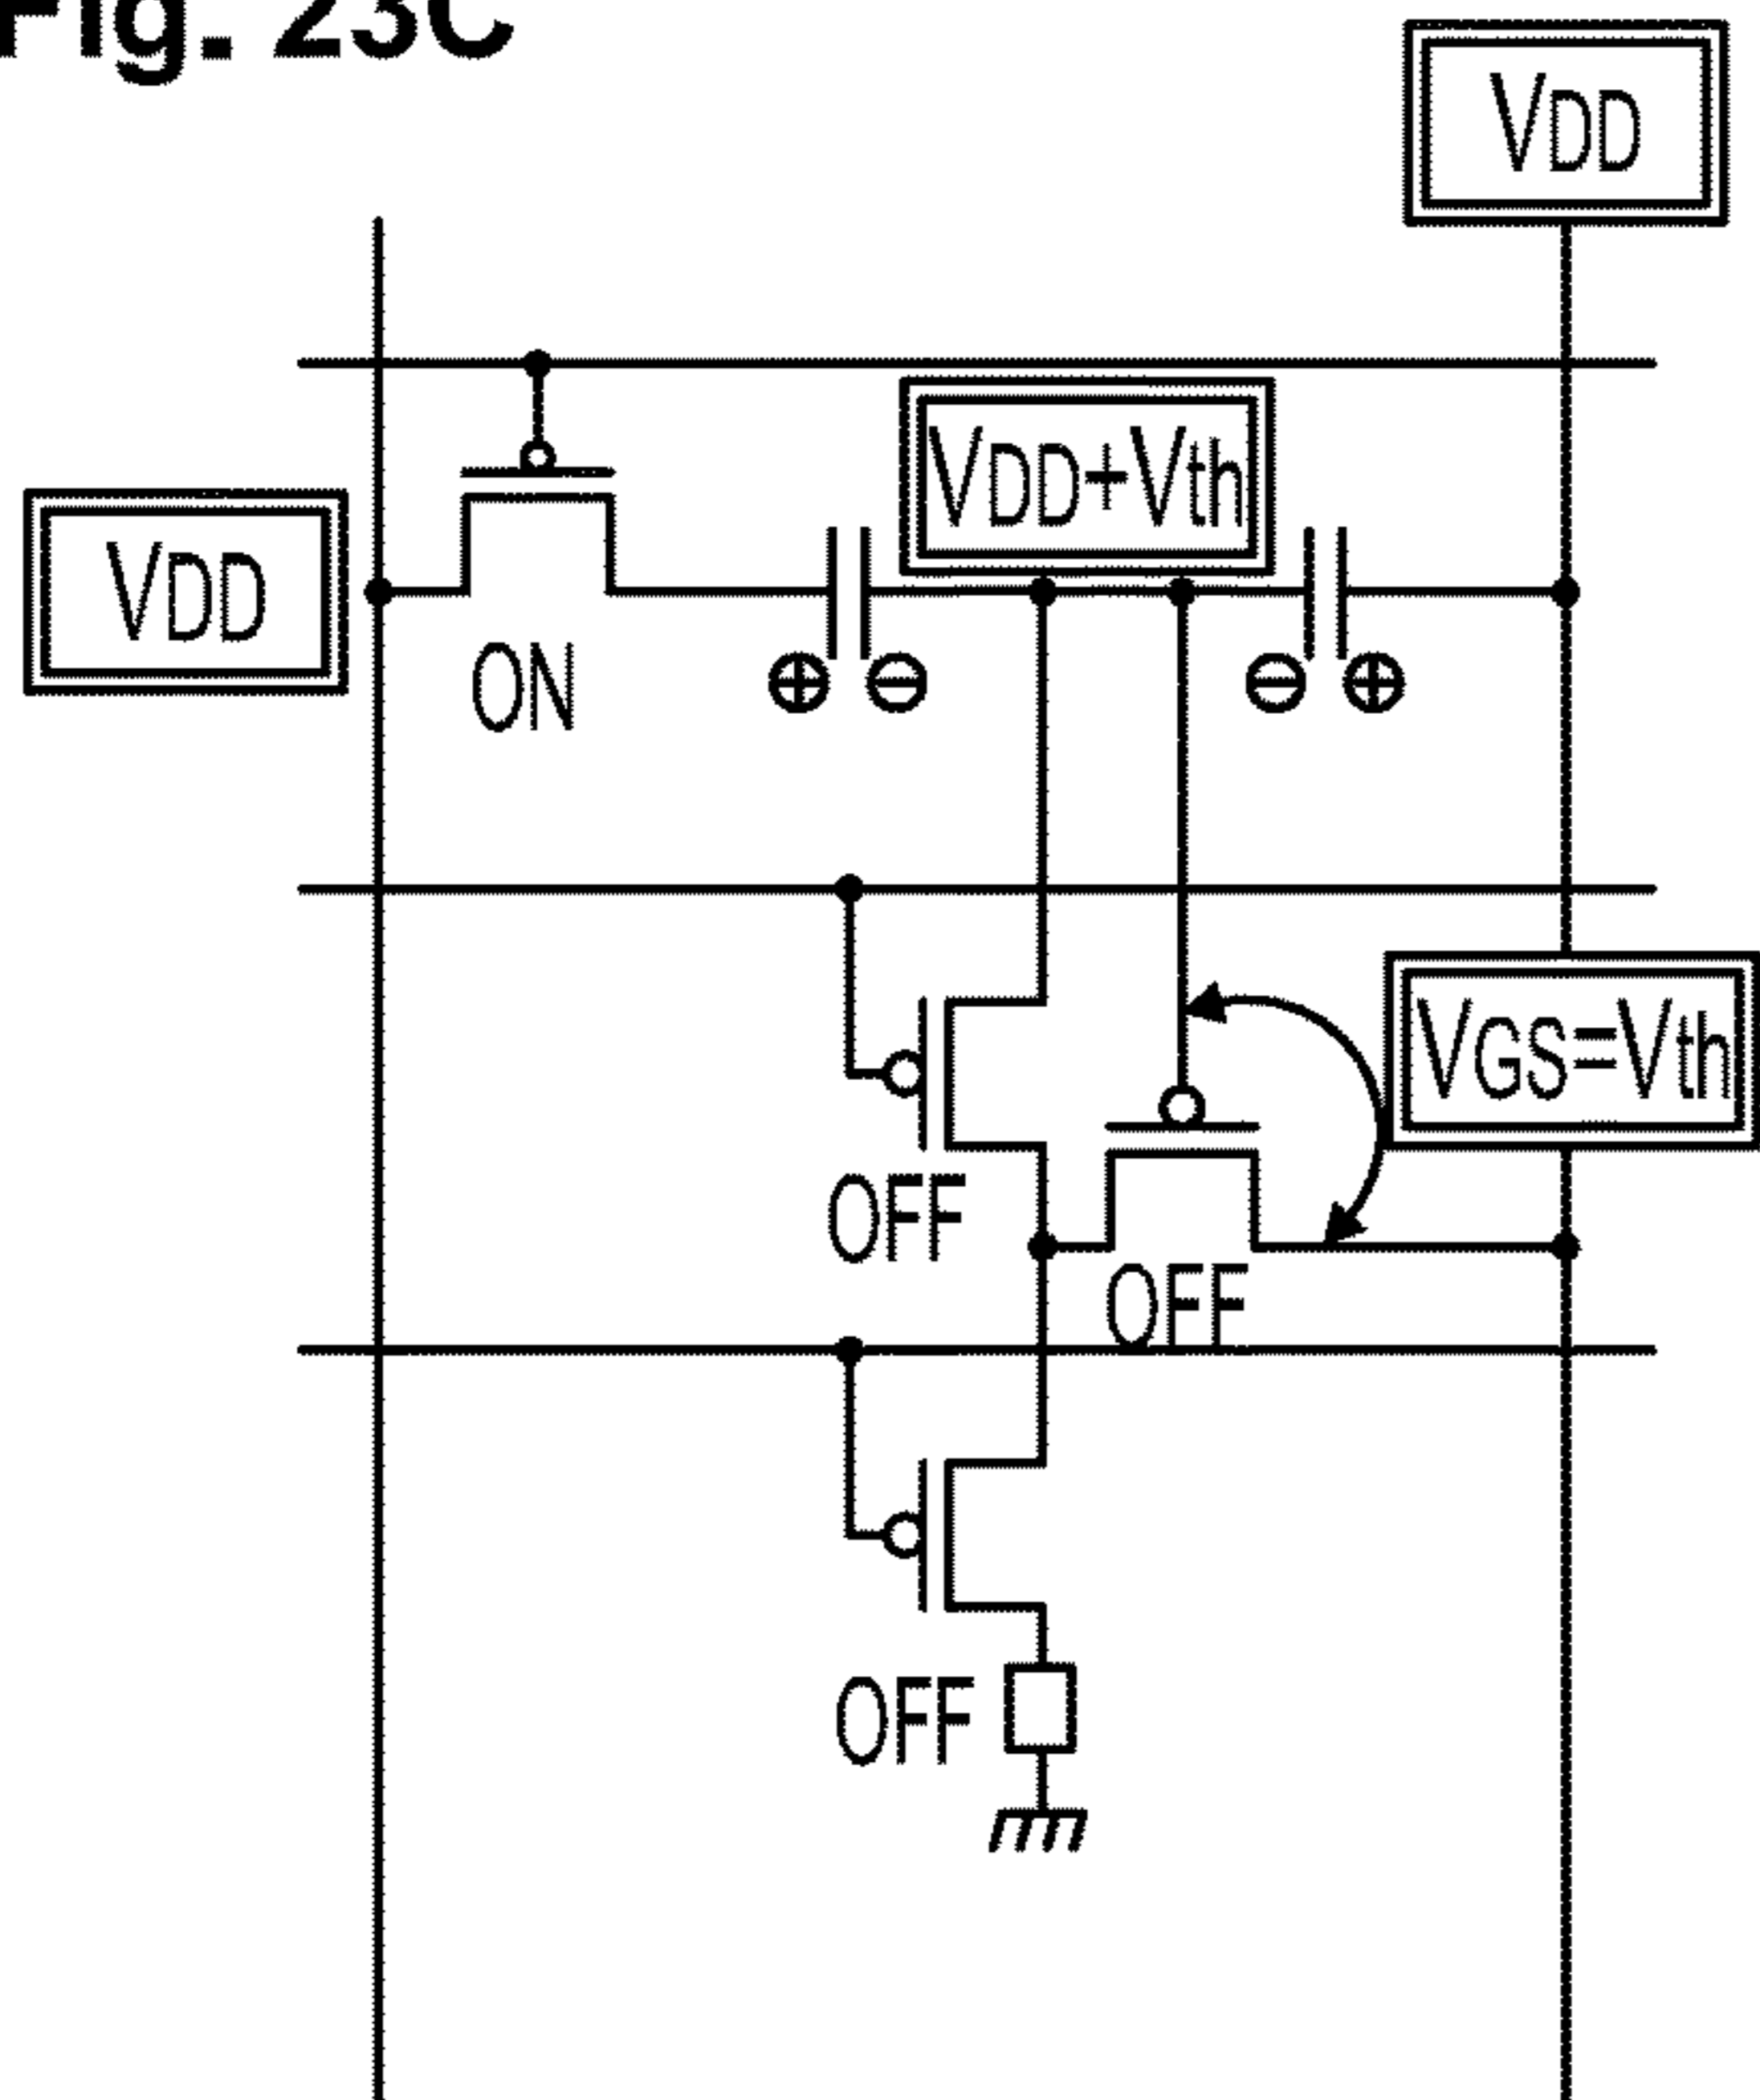 Fig. 23C
VDD
VDD+Vth
VDD
ON
VGS=Vth
OFF
OFF
OFF